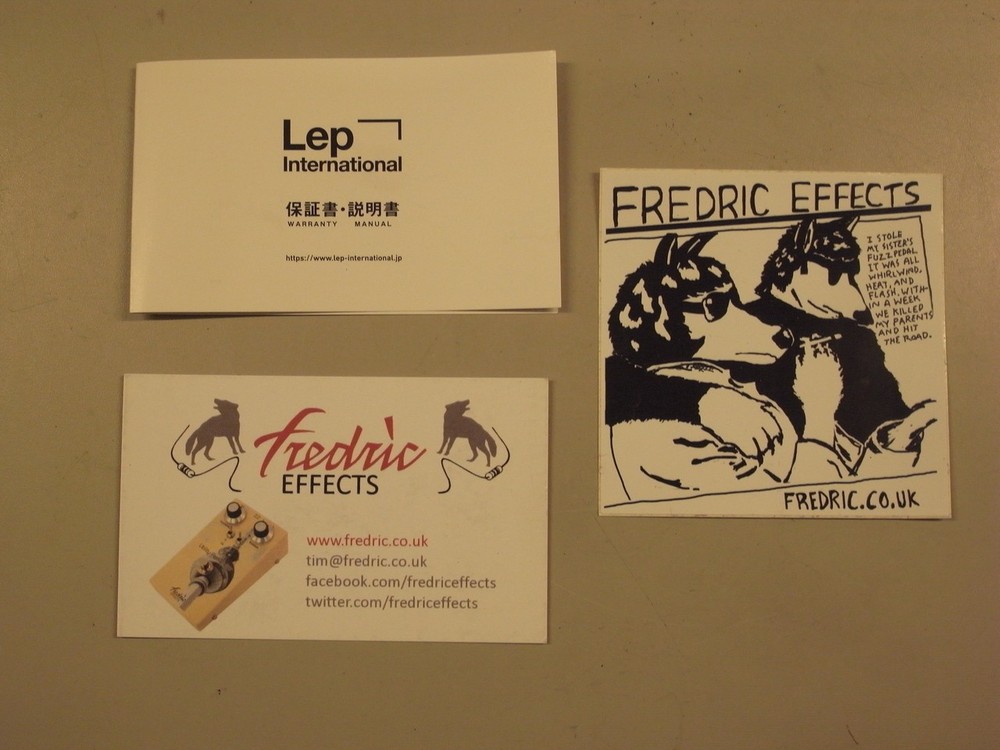 Lep
International
保証書・説明書
WARRANTY MANUAL
https://www.lep-international.jp
Fredric
EFFECTS
www.fredric.co.uk
tim@fredric.co.uk
facebook.com/fredriceffects
twitter.com/fredriceffects
FREDRIC EFFECTS
I STOLE
MY SISTER'S
FUZZPEDAL
IT WAS ALL
WHIRLWIND,
HEAT, AND
FLASH. WITH-
IN A WEEK
WE KILLED
MY PARENTS
AND HIT
THE ROAD.
FREDRIC.CO.UK